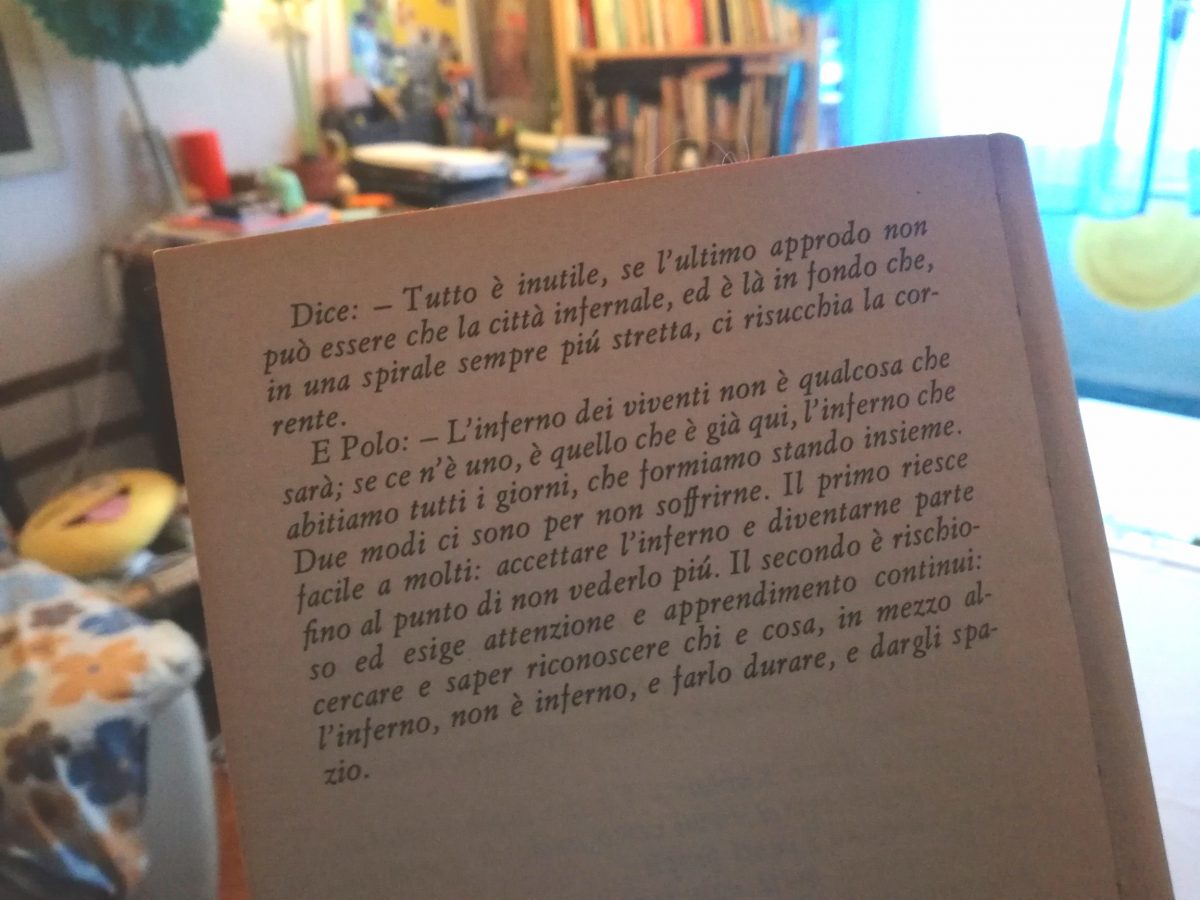 Dice: – Tutto è inutile, se l'ultimo approdo non
può essere che la città infernale, ed è là in fondo che,
in una spirale sempre piú stretta, ci risucchia la cor-
rente.
E Polo: – L'inferno dei viventi non è qualcosa che
sarà; se ce n'è uno, è quello che è già qui, l'inferno che
abitiamo tutti i giorni, che formiamo stando insieme.
Due modi ci sono per non soffrirne. Il primo riesce
facile a molti: accettare l'inferno e diventarne parte
fino al punto di non vederlo piú. Il secondo è rischio-
so ed esige attenzione e apprendimento continui:
cercare e saper riconoscere chi e cosa, in mezzo al-
l'inferno, non è inferno, e farlo durare, e dargli spa-
zio.